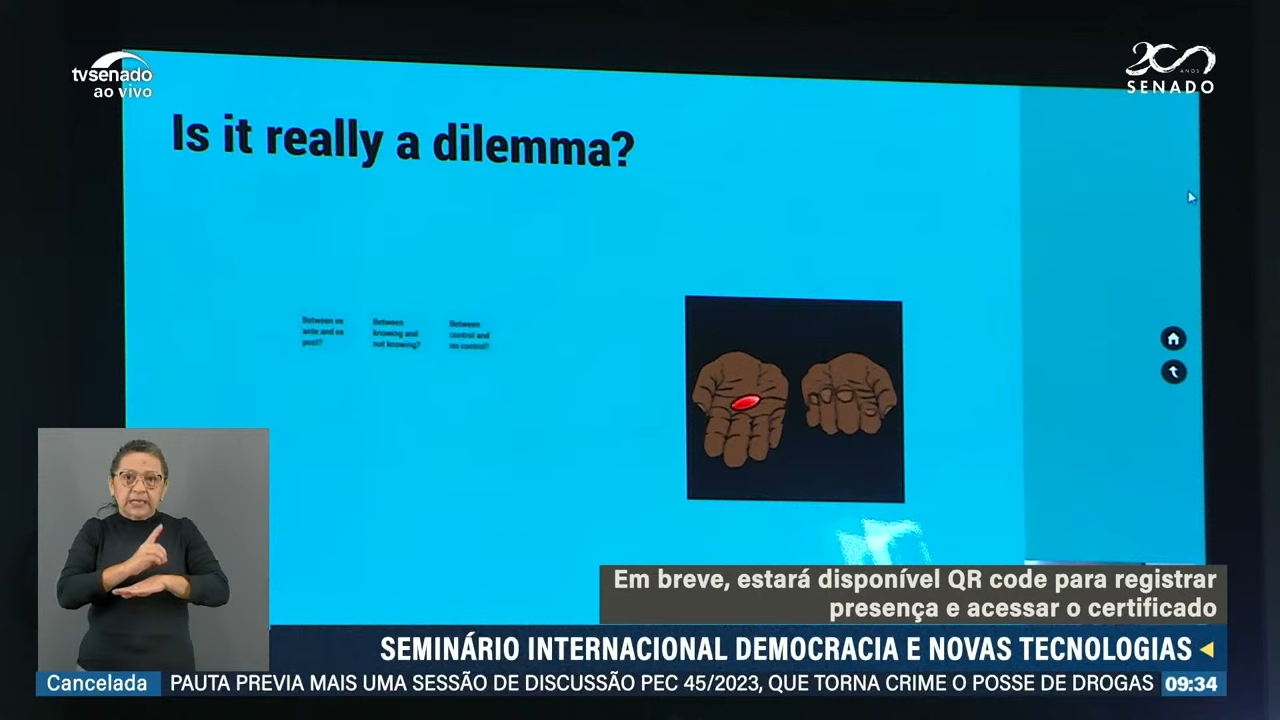 tvsenado
ao vivo
200
ANOS
SENADO
Is it really a dilemma?
Between ex
ante and ex
post?
Between
knowing and
not knowing?
Between
control and
no control?
Em breve, estará disponível QR code para registrar
presença e acessar o certificado
SEMINÁRIO INTERNACIONAL DEMOCRACIA E NOVAS TECNOLOGIAS
Cancelada PAUTA PREVIA MAIS UMA SESSÃO DE DISCUSSÃO PEC 45/2023, QUE TORNA CRIME O POSSE DE DROGAS 09:34